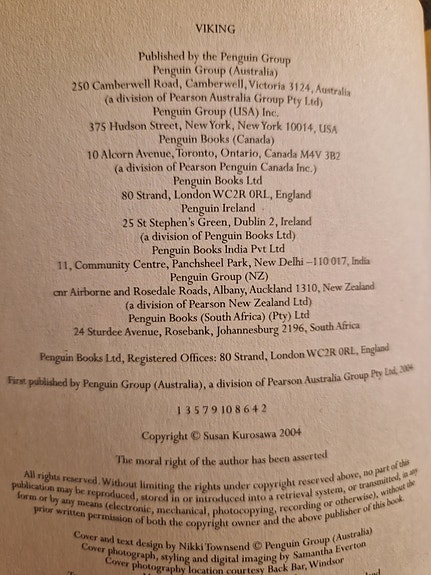 VIKING
Published by the Penguin Group
Penguin Group (Australia)
250 Camberwell Road, Camberwell, Victoria 3124, Australia
(a division of Pearson Australia Group Pty Ltd)
Penguin Group (USA) Inc.
375 Hudson Street, New York, New York 10014, USA
Penguin Books (Canada)
10 Alcorn Avenue, Toronto, Ontario, Canada M4V 3B2
(a division of Pearson Penguin Canada Inc.)
Penguin Books Ltd
80 Strand, London WC2R 0RL, England
Penguin Ireland
25 St Stephen's Green, Dublin 2, Ireland
(a division of Penguin Books Ltd)
Penguin Books India Pvt Ltd
11, Community Centre, Panchsheel Park, New Delhi –110 017, India
Penguin Group (NZ)
cnr Airborne and Rosedale Roads, Albany, Auckland 1310, New Zealand
(a division of Pearson New Zealand Ltd)
Penguin Books (South Africa) (Pty) Ltd
24 Sturdee Avenue, Rosebank, Johannesburg 2196, South Africa
Penguin Books Ltd, Registered Offices: 80 Strand, London WC2R 0RL, England
First published by Penguin Group (Australia), a division of Pearson Australia Group Pty Ltd, 2004
1 3 5 7 9 10 8 6 4 2
Copyright © Susan Kurosawa 2004
The moral right of the author has been asserted
All rights reserved. Without limiting the rights under copyright reserved above, no part of this
publication may be reproduced, stored in or introduced into a retrieval system, or transmitted, in any
form or by any means (electronic, mechanical, photocopying, recording or otherwise), without the
prior written permission of both the copyright owner and the above publisher of this book.
Cover and text design by Nikki Townsend © Penguin Group (Australia)
Cover photograph, styling and digital imaging by Samantha Everton
Cover photograph location courtesy Back Bar, Windsor